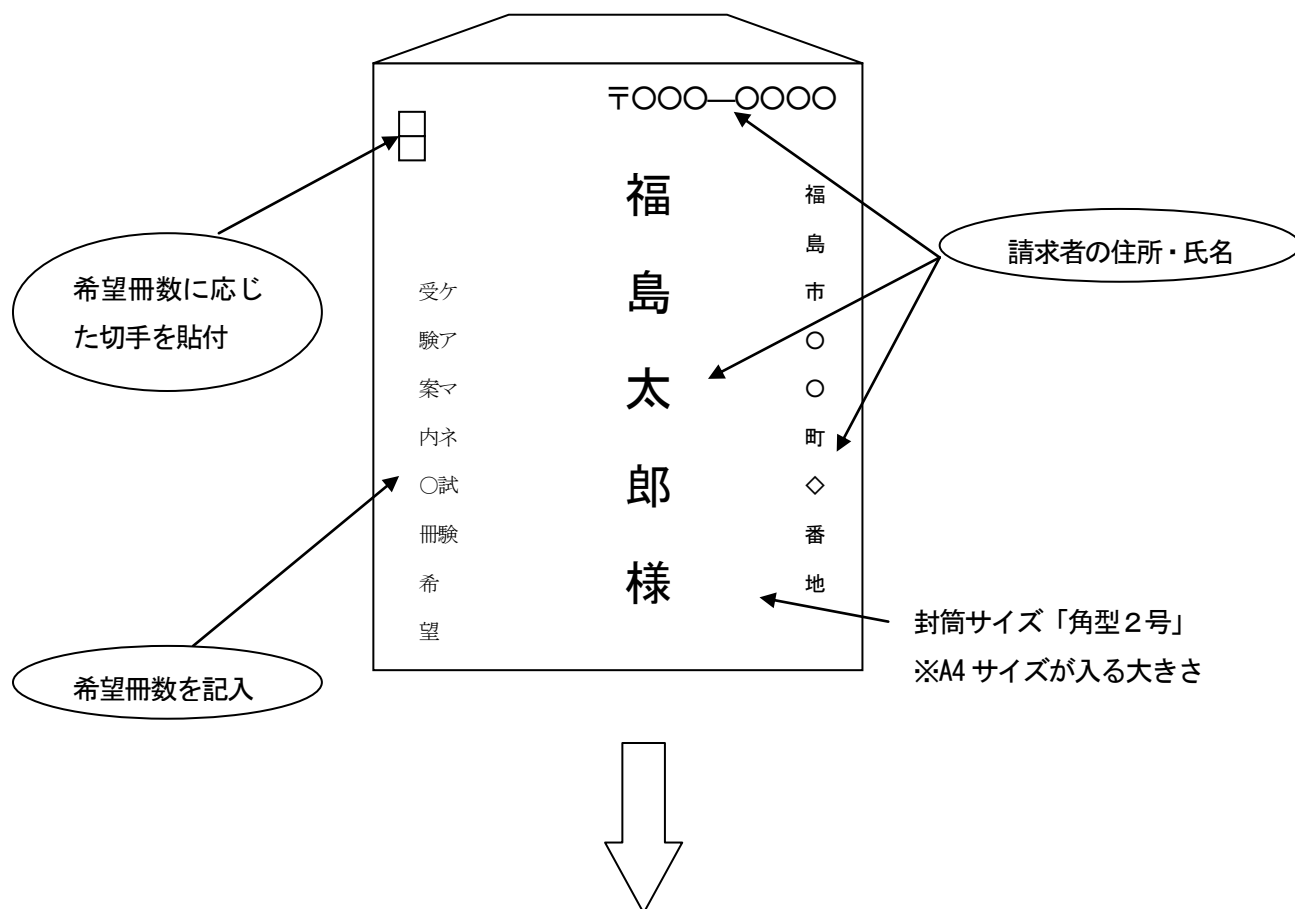 〒○○○―○○○○
福島市○○町◇番地
福島太郎様
ケアマネ試験
受験案内○冊希望
請求者の住所・氏名
希望冊数に応じ
た切手を貼付
希望冊数を記入
封筒サイズ「角型２号」
※A4サイズが入る大きさ